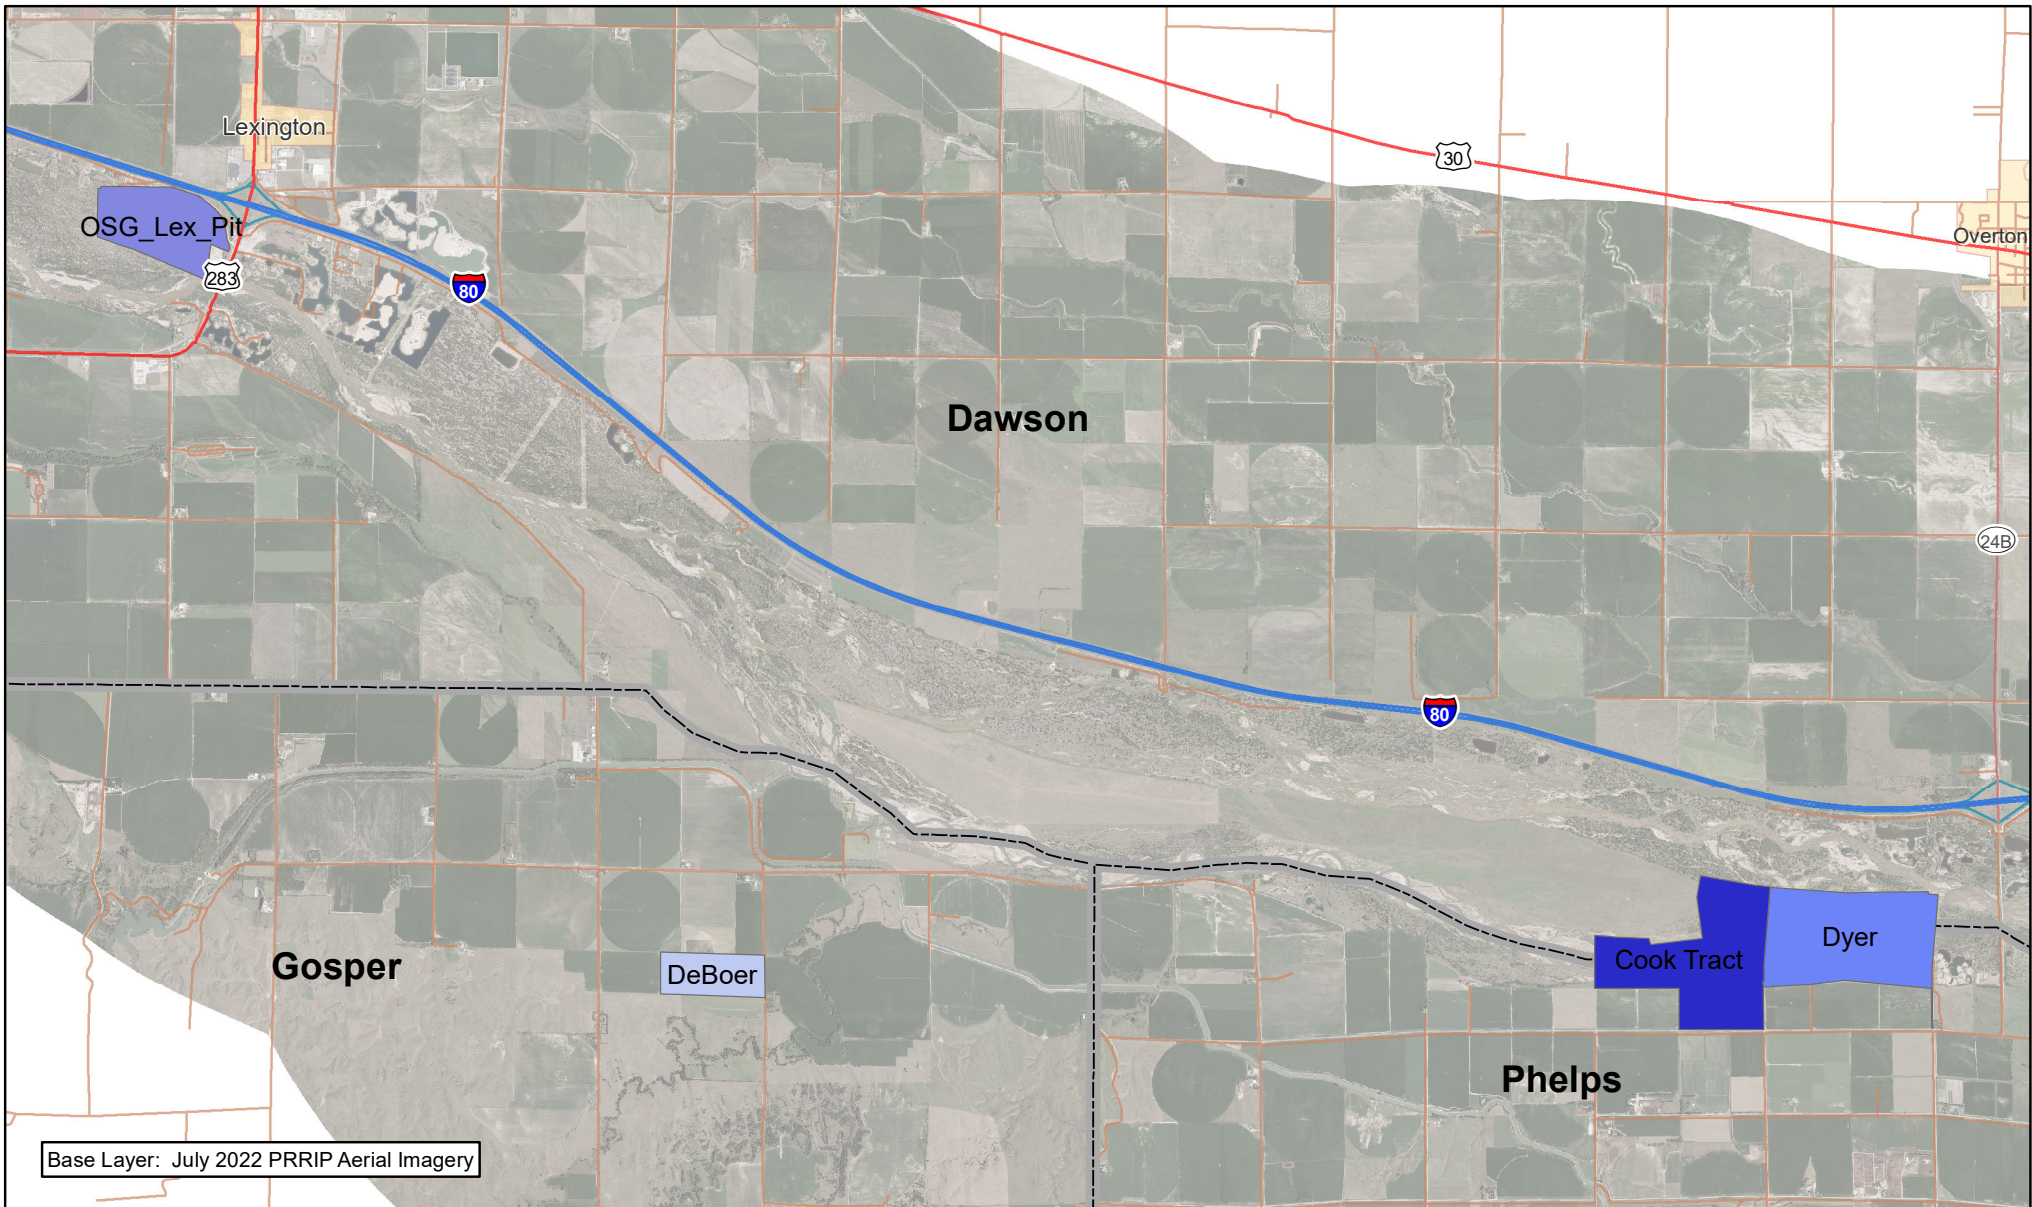 Lexington
30
OSG_Lex_Pit
Overton
283
80
Dawson
24B
80
Dyer
Cook Tract
Gosper
DeBoer
Phelps
Base Layer: July 2022 PRRIP Aerial Imagery